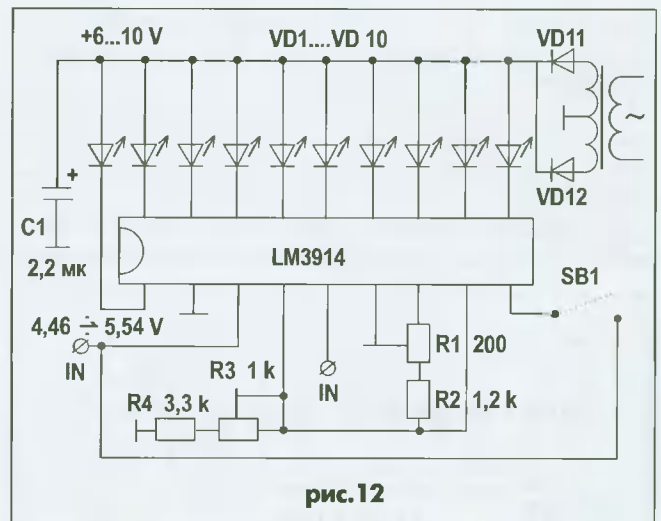 +6...10 V VD1....VD 10 VD11
VD12
+
C1
2,2 мк
LM3914
SB1
4,46 ÷ 5,54 V
IN
R3 1 k
IN
R1 200
R4 3,3 k
R2 1,2 k
~
рис.12